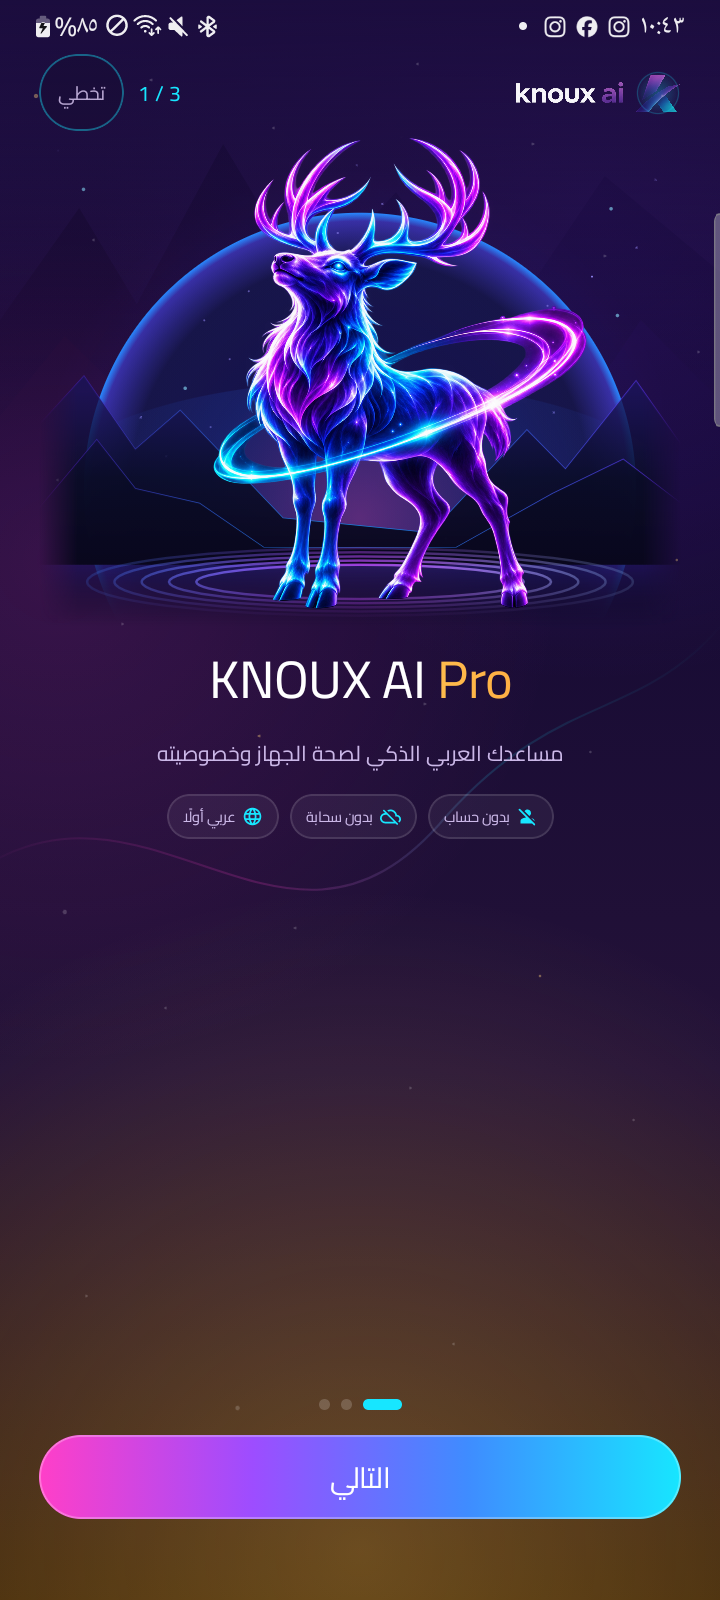 ١٠:٤٣
%٨٥
knoux ai
1 / 3
تخطي
KNOUX AI Pro
مساعدك العربي الذكي لصحة الجهاز وخصوصيته
بدون حساب
بدون سحابة
عربي أولًا
التالي